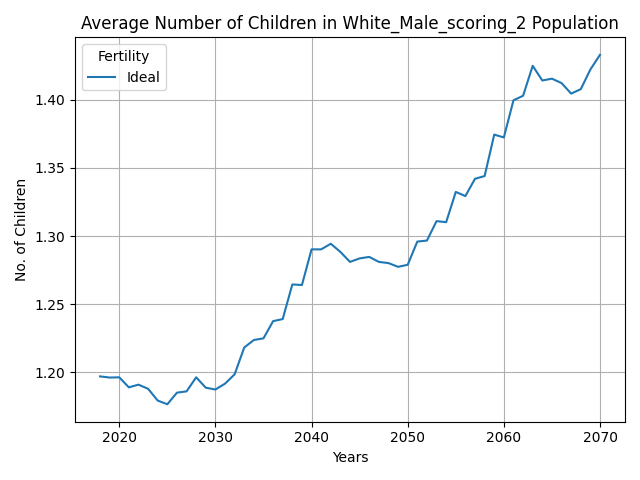 Average Number of Children in White_Male_scoring_2 Population
Fertility
Ideal
No. of Children
1.40
1.35
1.30
1.25
1.20
2020 2030 2040 2050 2060 2070
Years